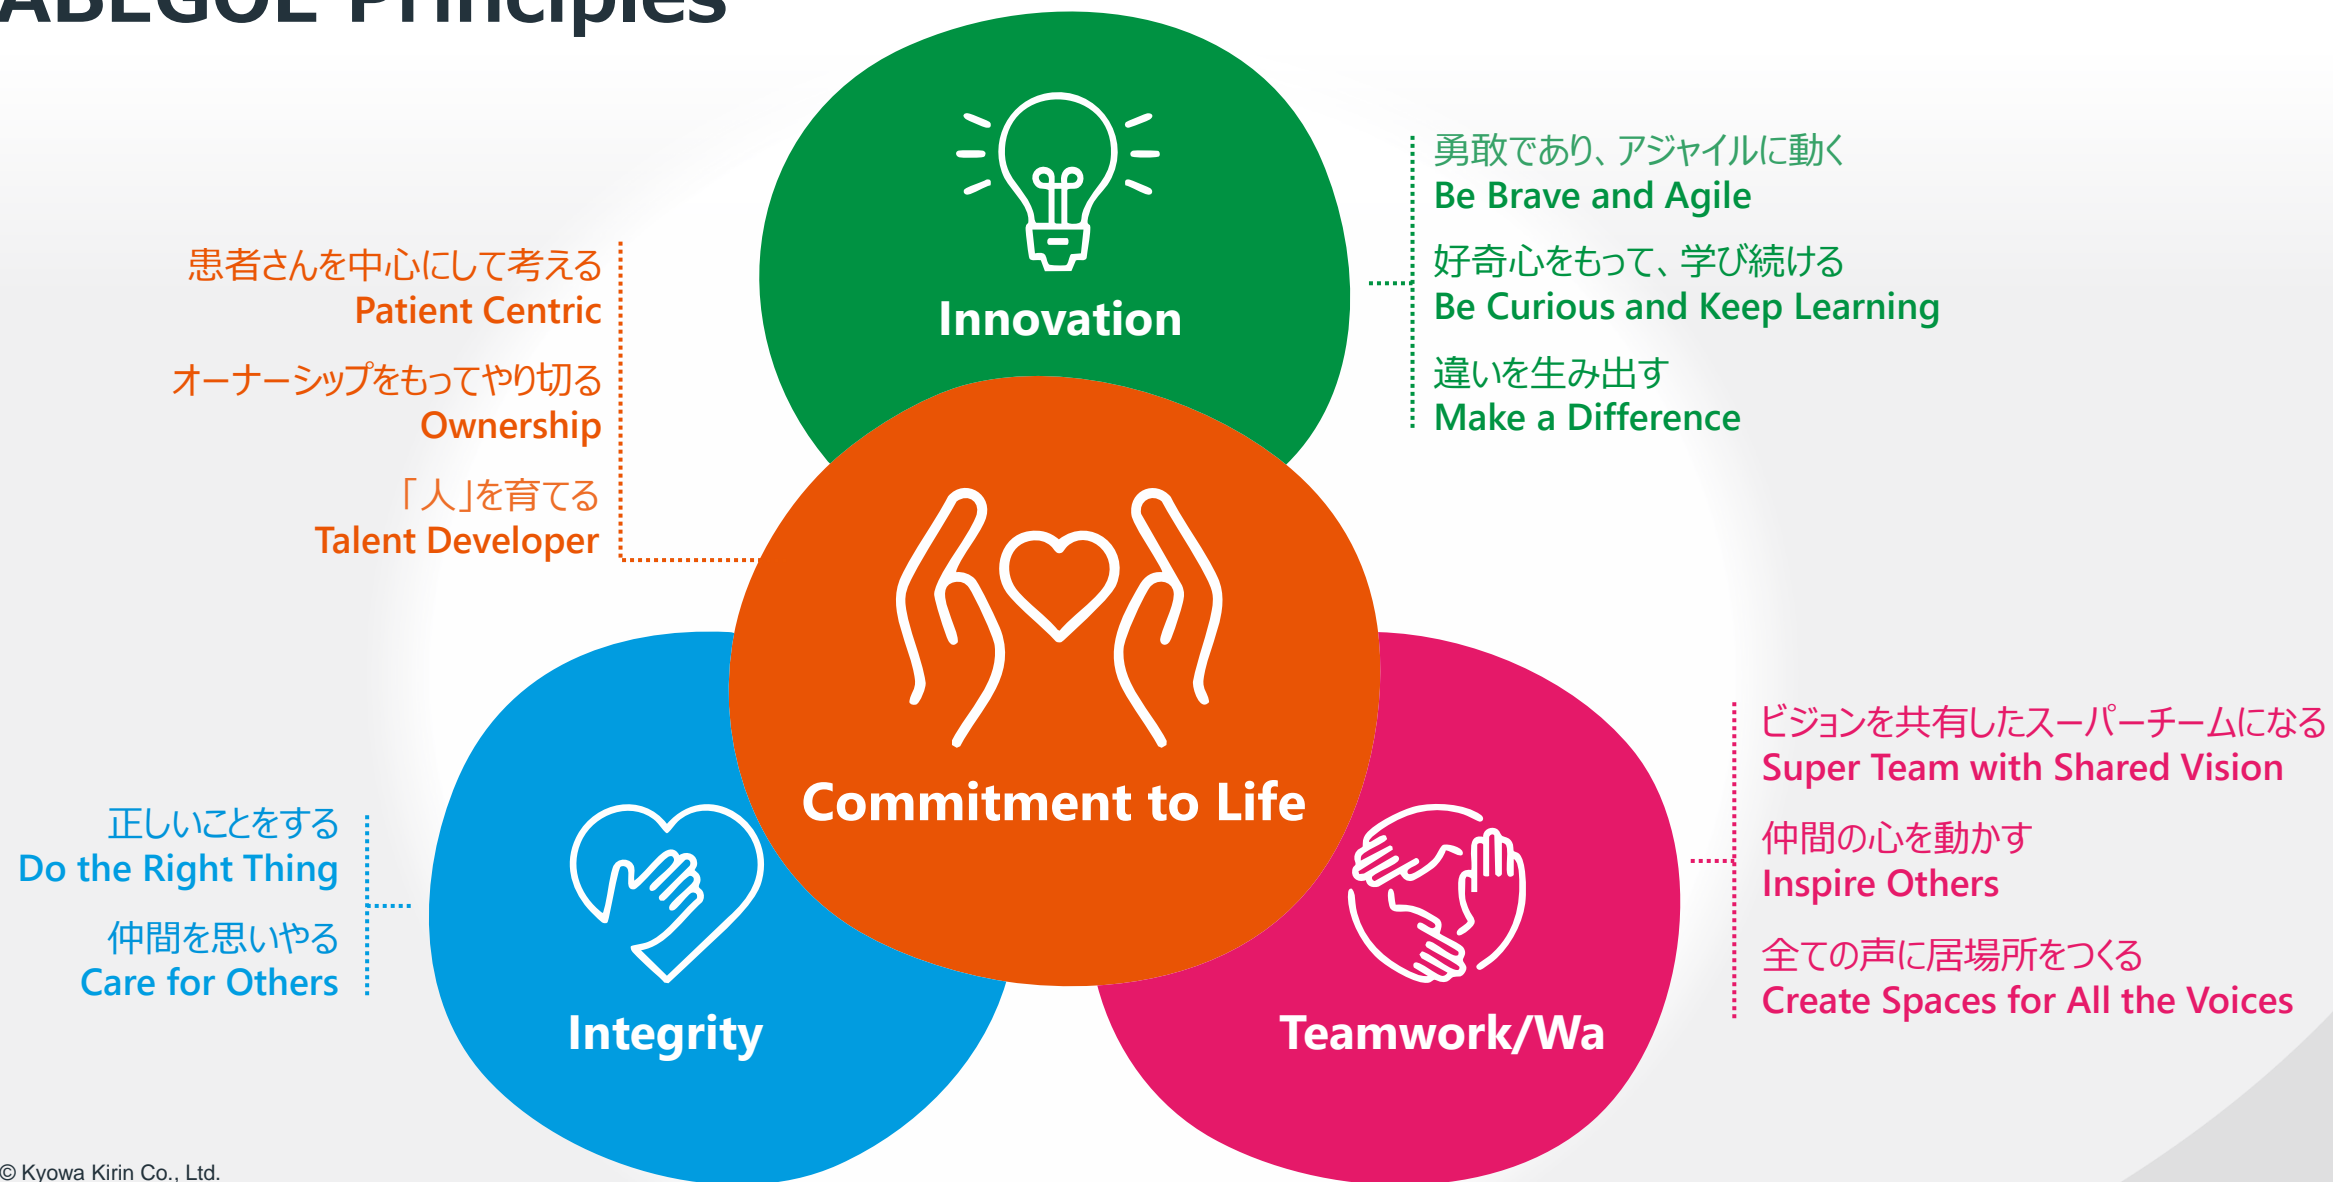 Principles
Innovation
勇敢であり、アジャイルに動く
Be Brave and Agile
好奇心をもって、学び続ける
Be Curious and Keep Learning
違いを生み出す
Make a Difference
患者さんを中心にして考える
Patient Centric
オーナーシップをもってやり切る
Ownership
「人」を育てる
Talent Developer
Commitment to Life
正しいことをする
Do the Right Thing
仲間を思いやる
Care for Others
Integrity
ビジョンを共有したスーパーチームになる
Super Team with Shared Vision
仲間の心を動かす
Inspire Others
全ての声に居場所をつくる
Create Spaces for All the Voices
Teamwork/Wa
© Kyowa Kirin Co., Ltd.